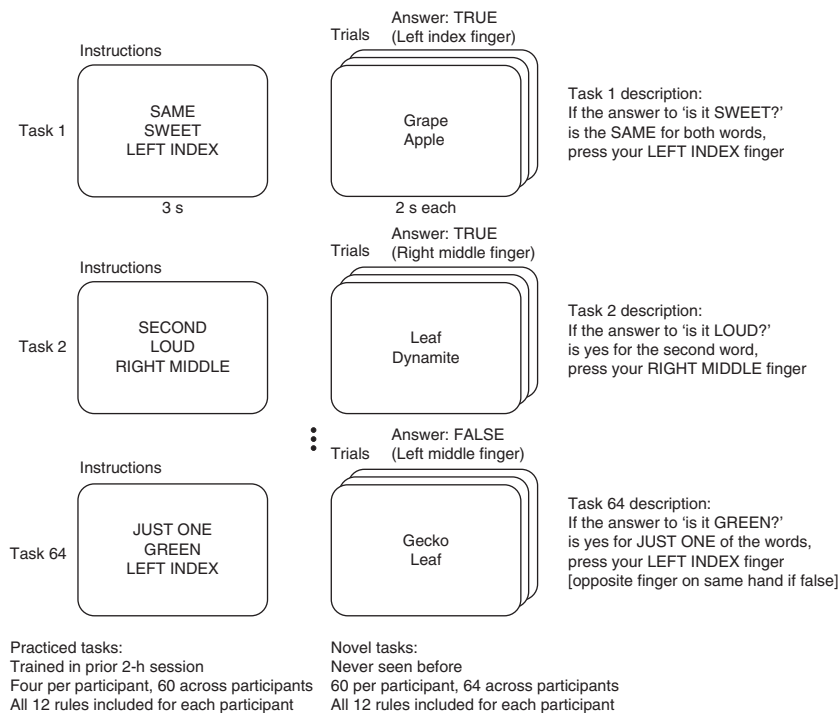 Instructions
Task 1
SAME
SWEET
LEFT INDEX
3 s
Trials
Answer: TRUE
(Left index finger)
Grape
Apple
2 s each
Task 1 description:
If the answer to ‘is it SWEET?’
is the SAME for both words,
press your LEFT INDEX finger
Instructions
Task 2
SECOND
LOUD
RIGHT MIDDLE
Trials
Answer: TRUE
(Right middle finger)
Leaf
Dynamite
Task 2 description:
If the answer to ‘is it LOUD?’
is yes for the second word,
press your RIGHT MIDDLE finger
Instructions
Task 64
JUST ONE
GREEN
LEFT INDEX
Trials
Answer: FALSE
(Left middle finger)
Gecko
Leaf
Task 64 description:
If the answer to ‘is it GREEN?’
is yes for JUST ONE of the words,
press your LEFT INDEX finger
[opposite finger on same hand if false]
Practiced tasks:
Trained in prior 2-h session
Four per participant, 60 across participants
All 12 rules included for each participant
Novel tasks:
Never seen before
60 per participant, 64 across participants
All 12 rules included for each participant